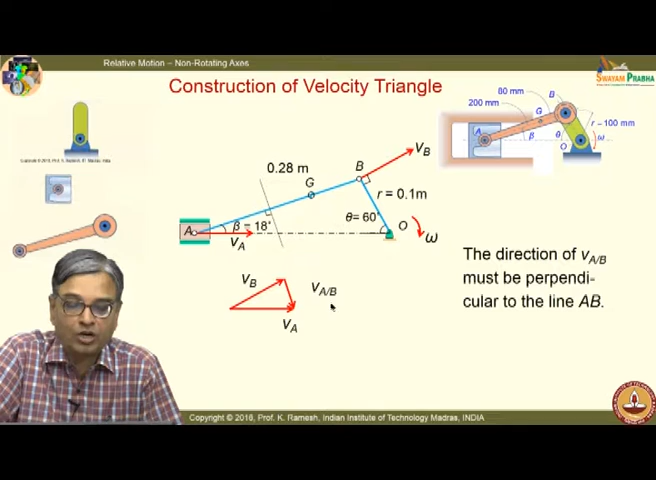 Relative Motion – Non-Rotating Axes
Construction of Velocity Triangle
SWAYAM PRABHA
80 mm
200 mm
B
G
r = 100 mm
A
β
θ
O
ω
B
V_B
0.28 m
G
r = 0.1m
β = 18°
θ = 60°
A
O
V_A
ω
The direction of v_A/B
must be perpendi-
cular to the line AB.
V_B
V_A/B
V_A
Copyright © 2018, Prof. K. Ramesh, Indian Institute of Technology Madras, INDIA